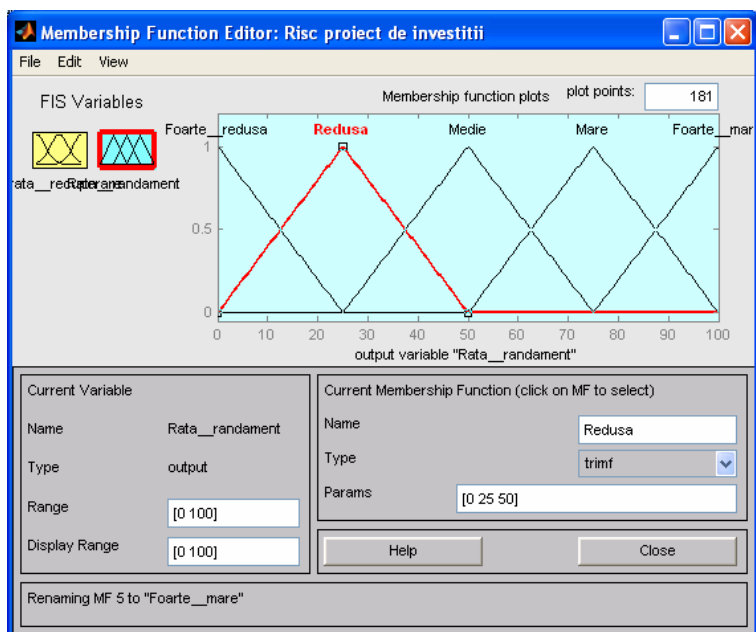 Membership Function Editor: Risc proiect de investitii
File Edit View
FIS Variables
Membership function plots plot points: 181
Foarte__redusa Redusa Medie Mare Foarte__mar
1
0.5
0
0 10 20 30 40 50 60 70 80 90 100
output variable "Rata__randament"
Current Variable
Name Rata__randament
Type output
Range [0 100]
Display Range [0 100]
Current Membership Function (click on MF to select)
Name Redusa
Type trimf
Params [0 25 50]
Help Close
Renaming MF 5 to "Foarte__mare"